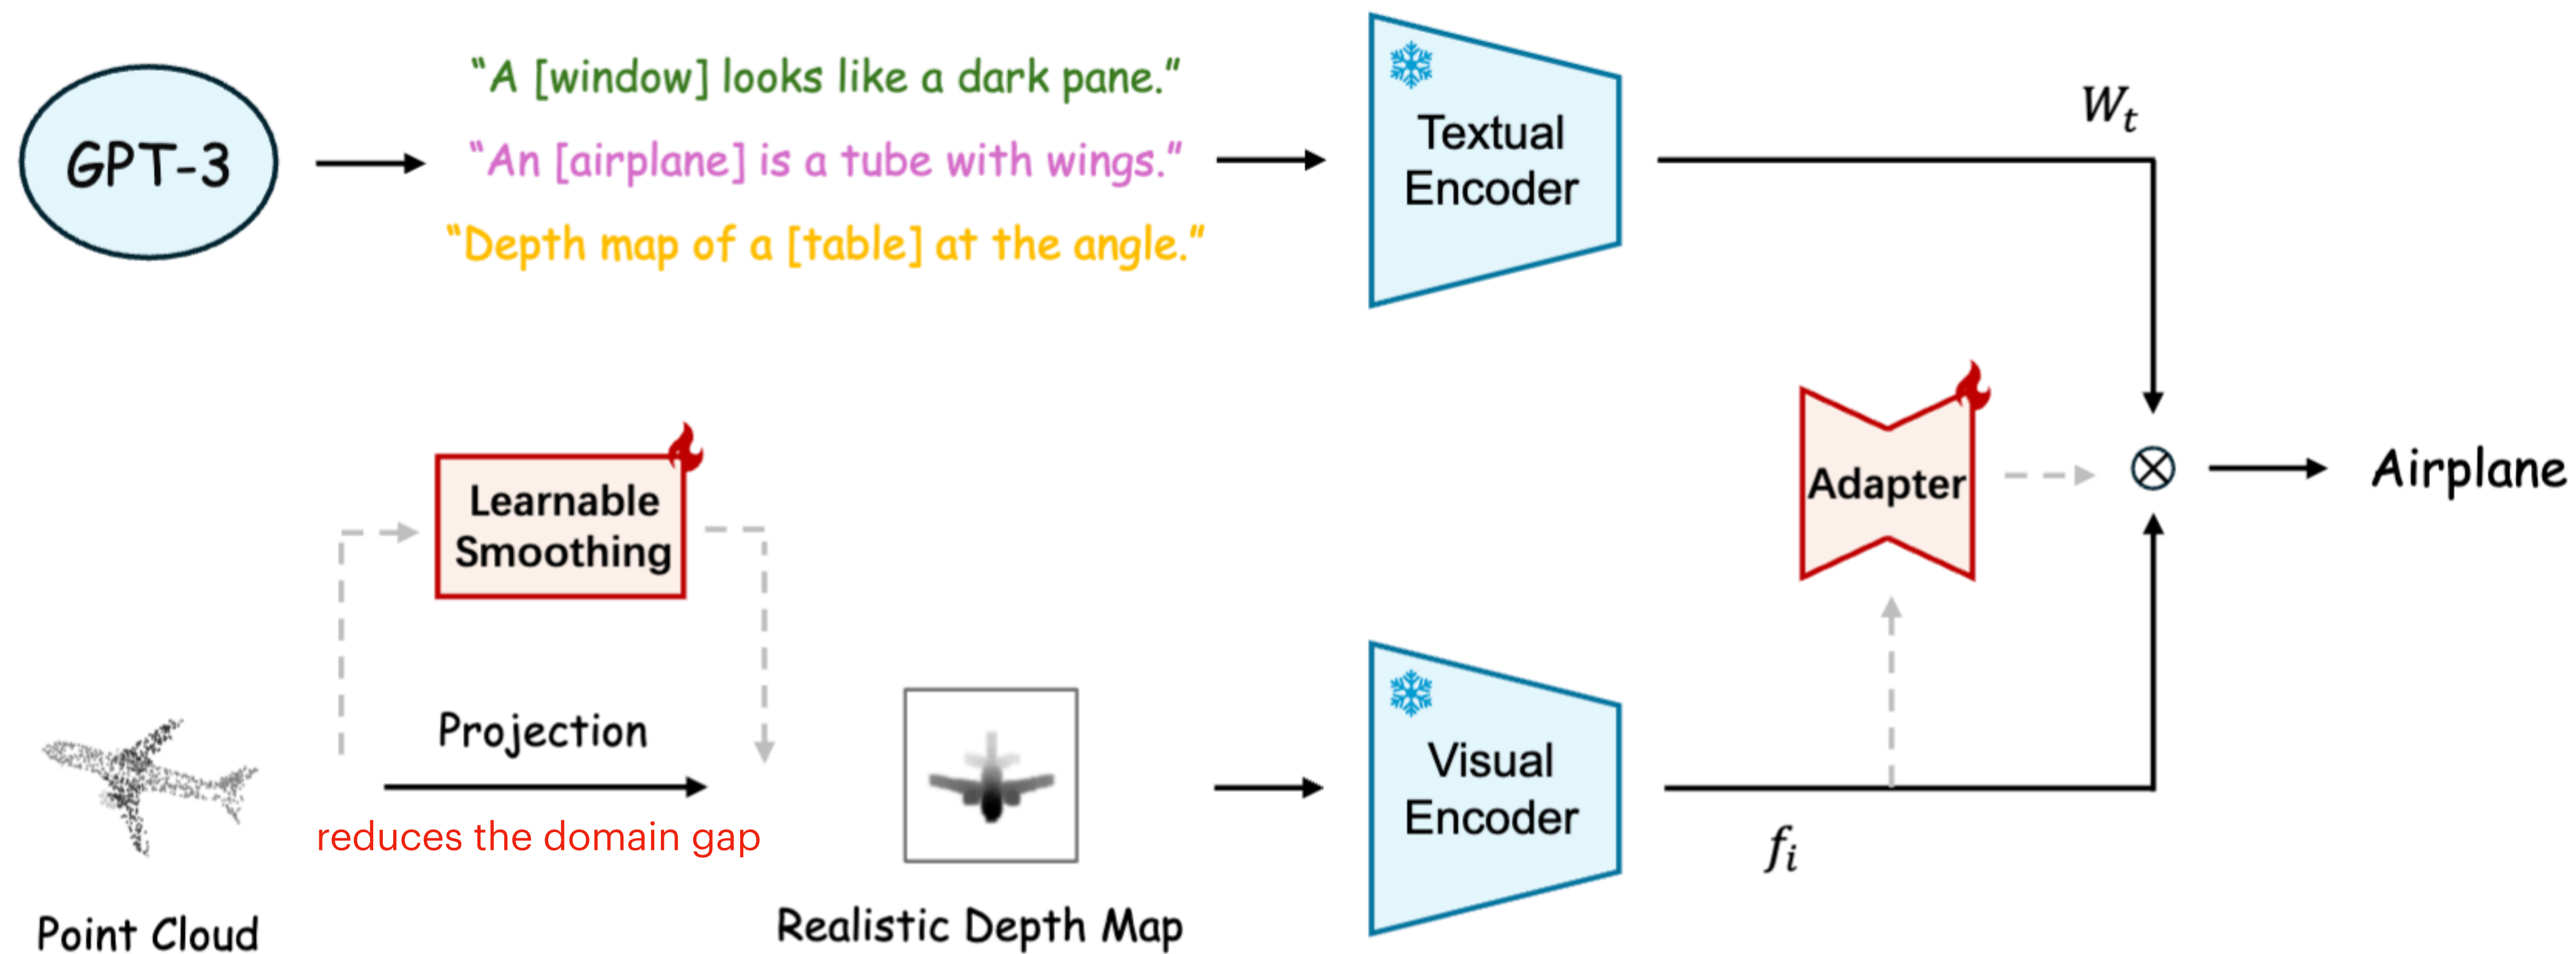 GPT-3
“A [window] looks like a dark pane.”
“An [airplane] is a tube with wings.”
“Depth map of a [table] at the angle.”
Textual
Encoder
Wₜ
Learnable
Smoothing
Adapter
Airplane
Projection
reduces the domain gap
Visual
Encoder
fᵢ
Point Cloud
Realistic Depth Map